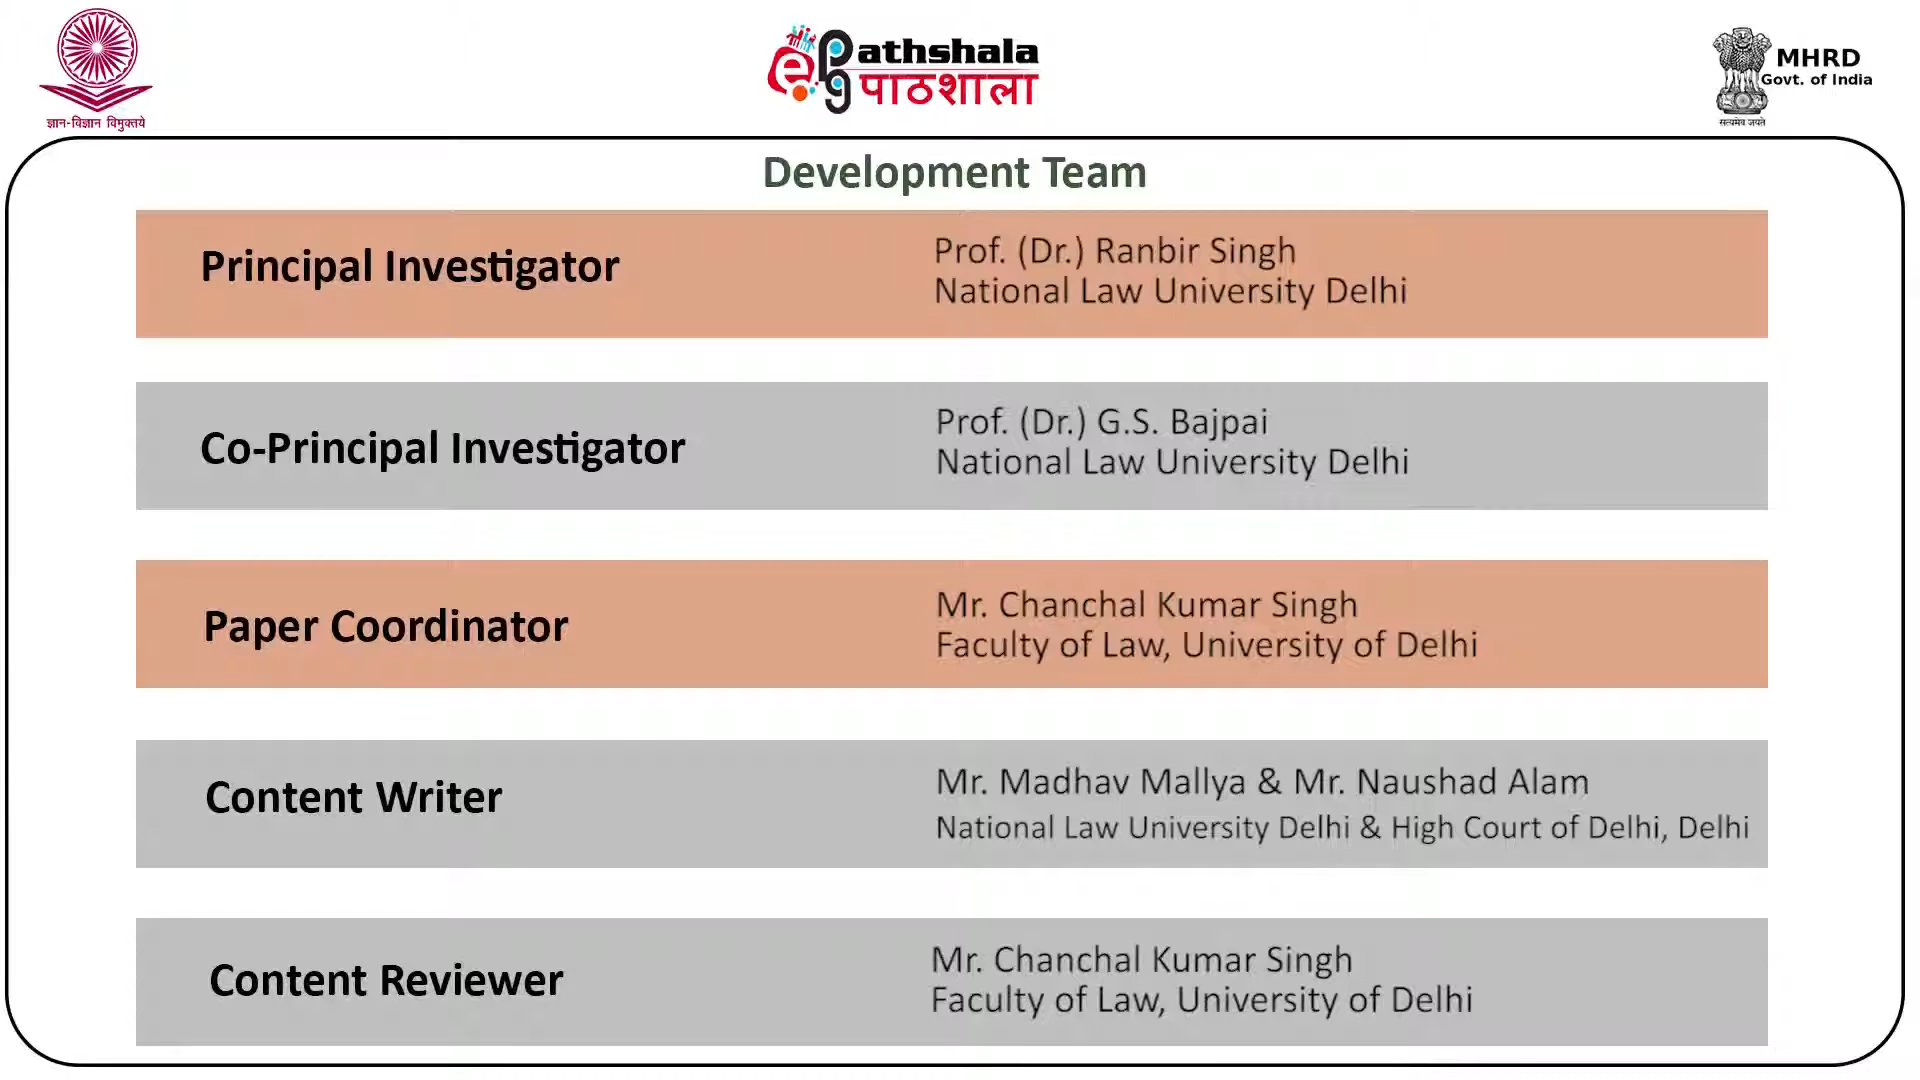 ज्ञान-विज्ञान विमुक्तये
e pg Pathshala
पाठशाला
MHRD
Govt. of India
सत्यमेव जयते
Development Team
Principal Investigator
Prof. (Dr.) Ranbir Singh
National Law University Delhi
Co-Principal Investigator
Prof. (Dr.) G.S. Bajpai
National Law University Delhi
Paper Coordinator
Mr. Chanchal Kumar Singh
Faculty of Law, University of Delhi
Content Writer
Mr. Madhav Mallya & Mr. Naushad Alam
National Law University Delhi & High Court of Delhi, Delhi
Content Reviewer
Mr. Chanchal Kumar Singh
Faculty of Law, University of Delhi